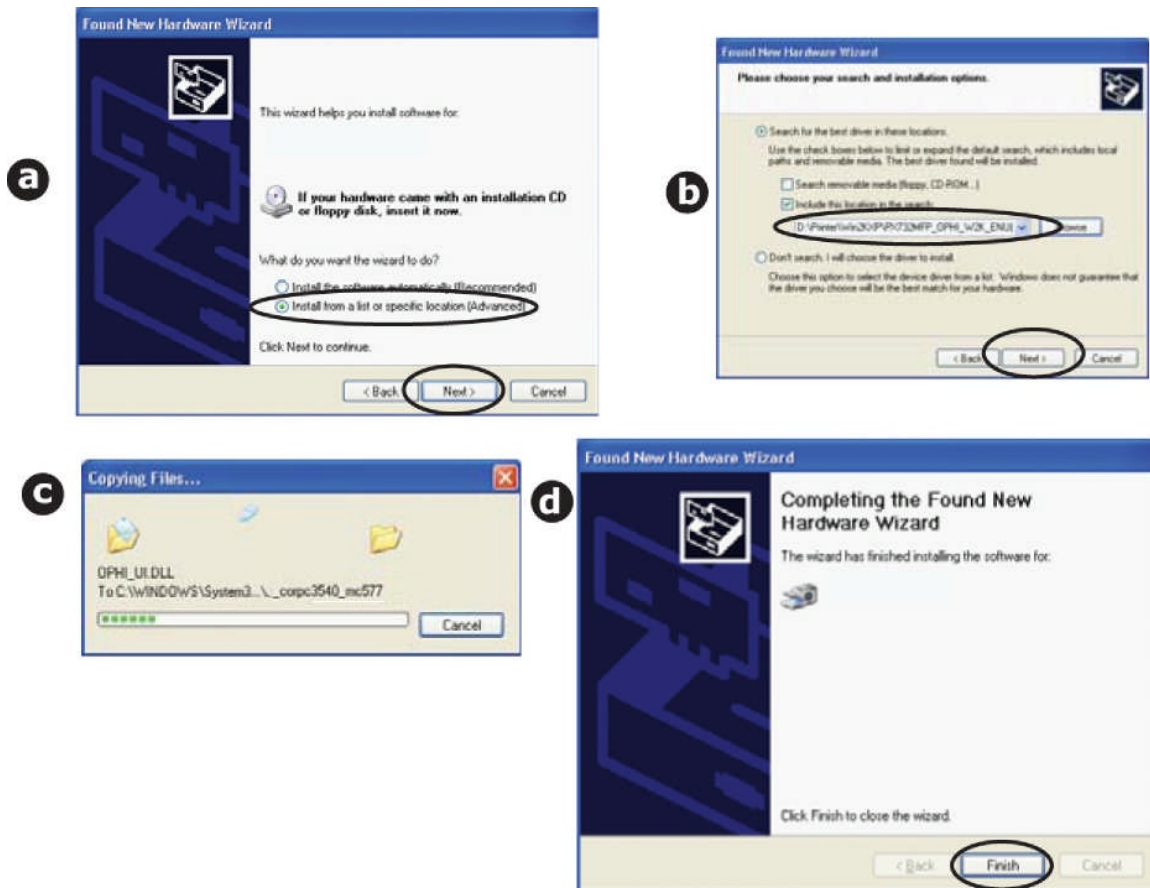 a
Found New Hardware Wizard
This wizard helps you install software for:
If your hardware came with an installation CD
or floppy disk, insert it now.
What do you want the wizard to do?
Install the software automatically (Recommended)
Install from a list or specific location (Advanced)
Click Next to continue.
< Back
Next >
Cancel
b
Found New Hardware Wizard
Please choose your search and installation options.
Search for the best driver in these locations.
Use the check boxes below to limit or expand the default search, which includes local
paths and removable media. The best driver found will be installed.
Search removable media (floppy, CD-ROM...)
Include this location in the search:
Don't search. I will choose the driver to install.
Choose this option to select the device driver from a list. Windows does not guarantee that
the driver you choose will be the best match for your hardware.
< Back
Next >
Cancel
c
Copying Files...
OPHI_UI.DLL
To C:\WINDOWS\System3...\..._corpc3540_mc577
Cancel
d
Found New Hardware Wizard
Completing the Found New
Hardware Wizard
The wizard has finished installing the software for:
Click Finish to close the wizard.
< Back
Finish
Cancel